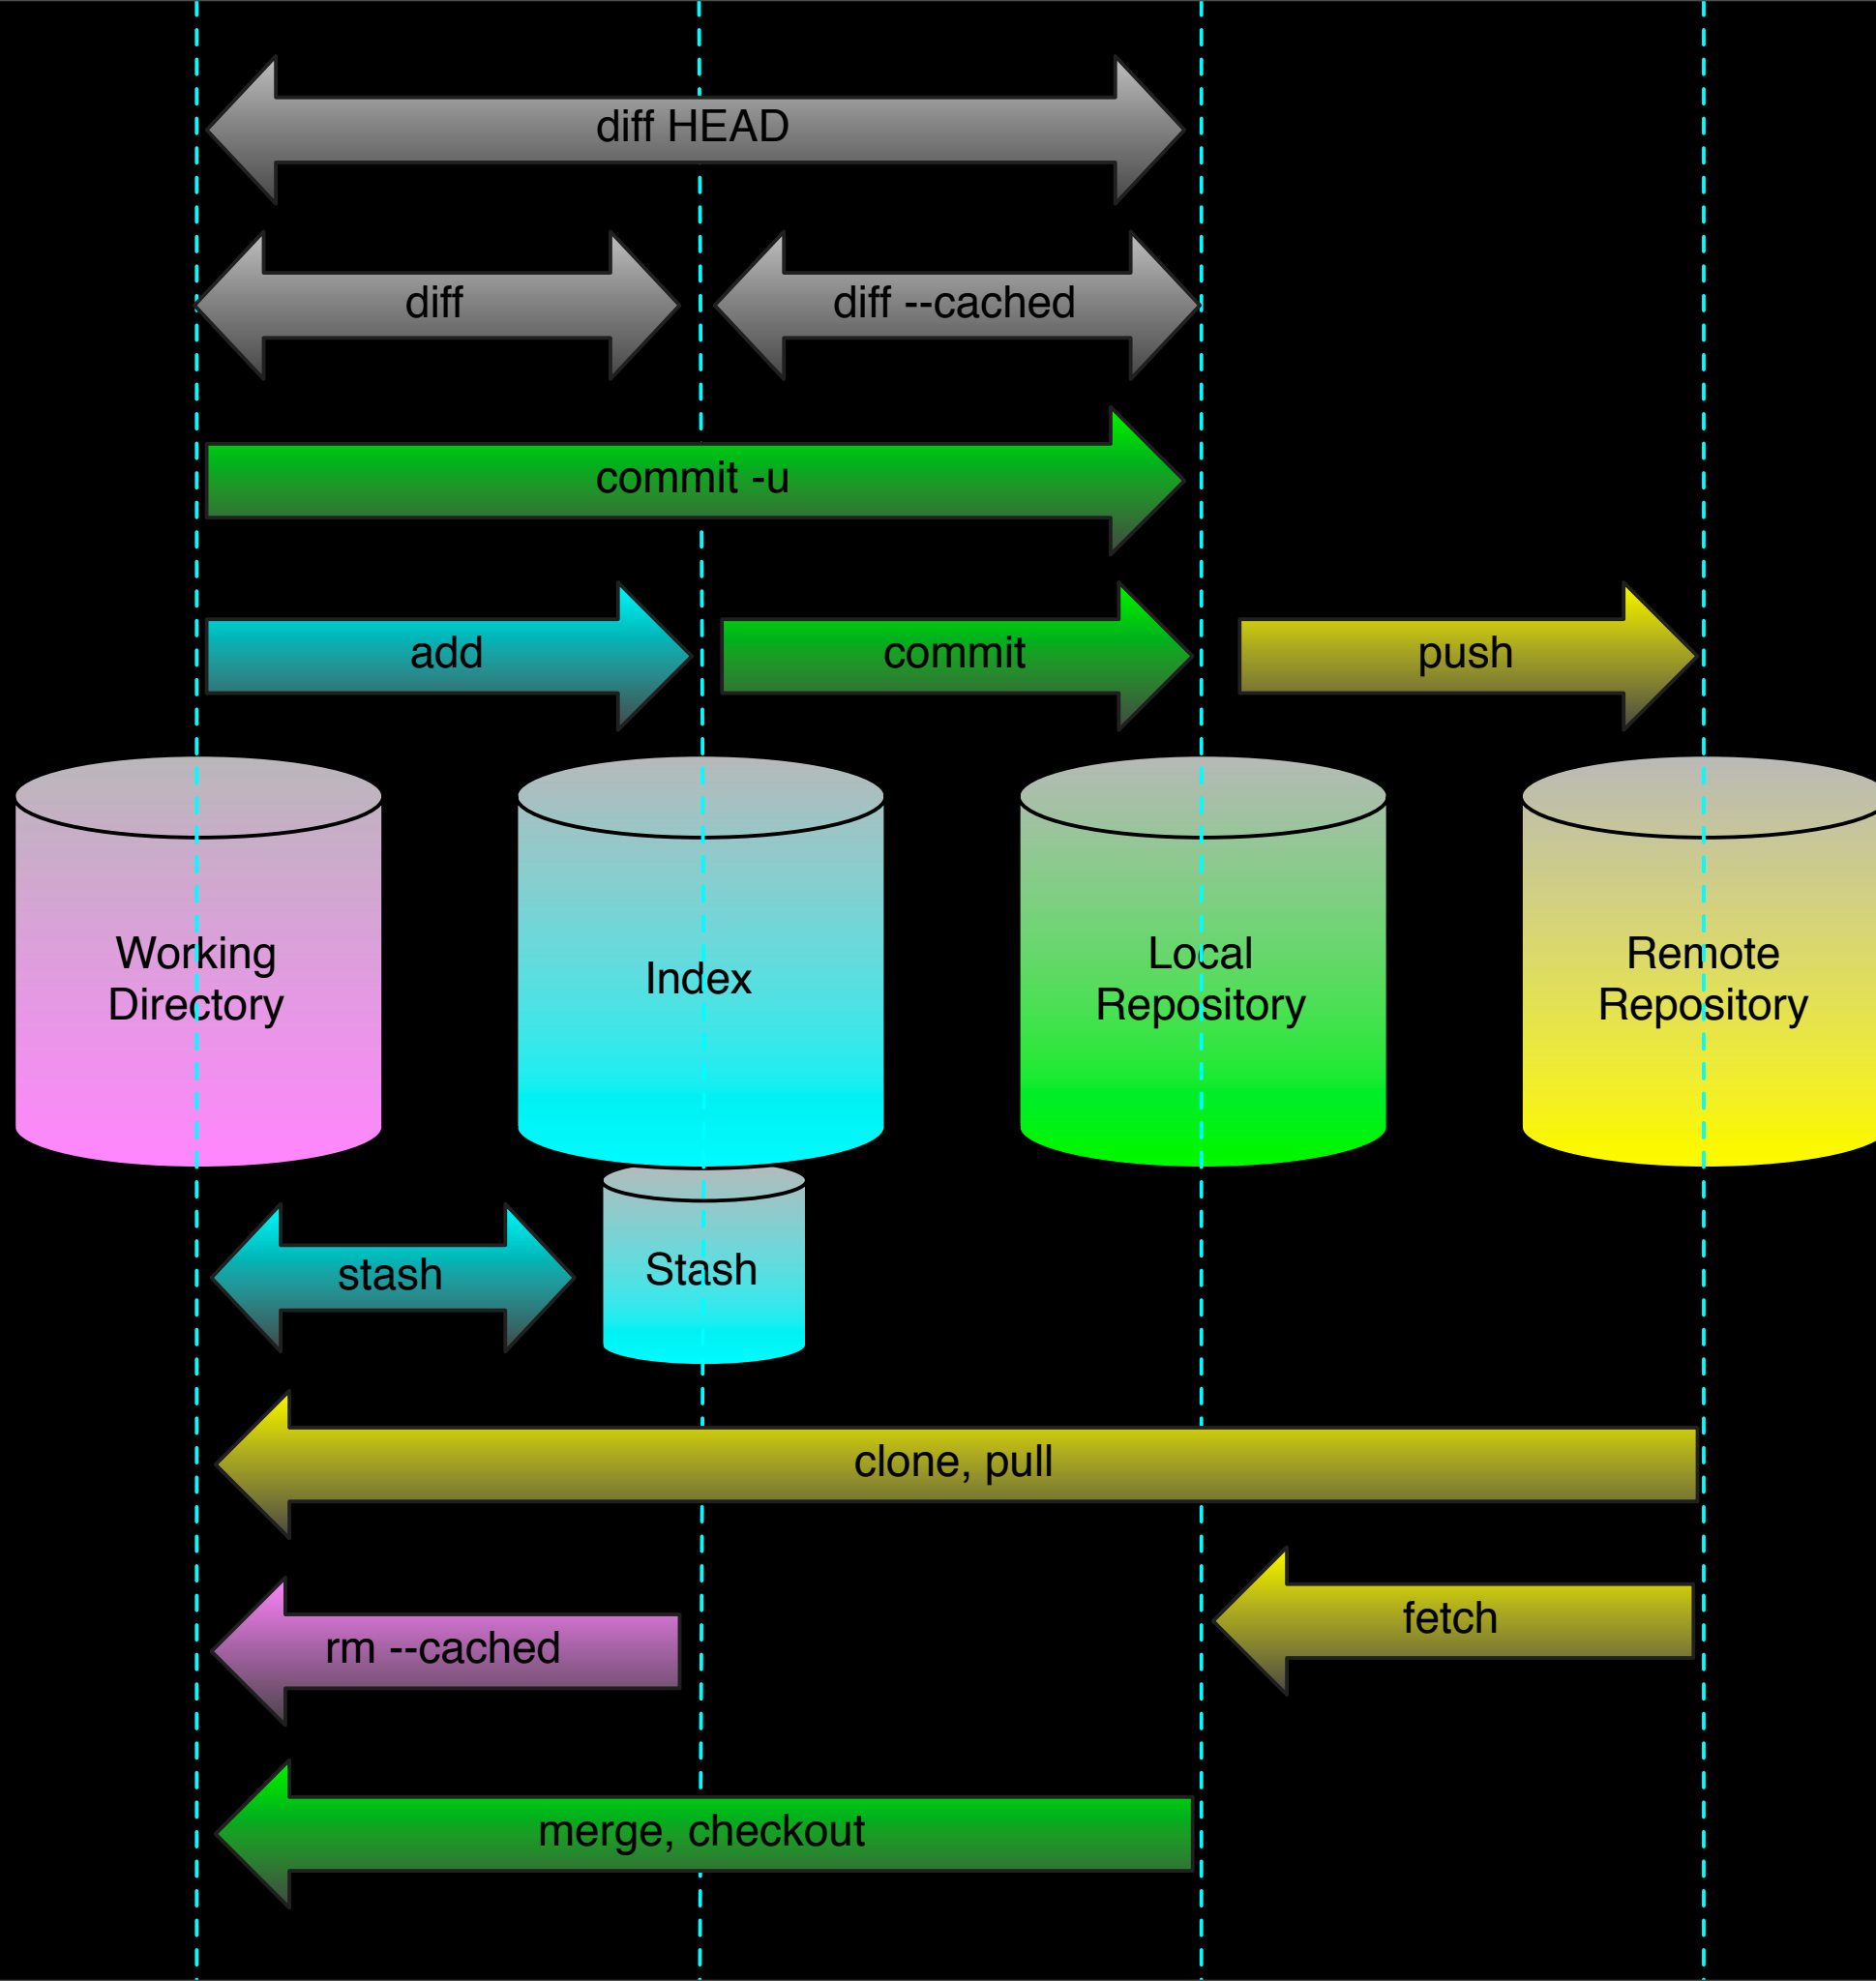 diff HEAD
diff
diff --cached
commit -u
add
commit
push
Working
Directory
Index
Local
Repository
Remote
Repository
stash
Stash
clone, pull
fetch
rm --cached
merge, checkout